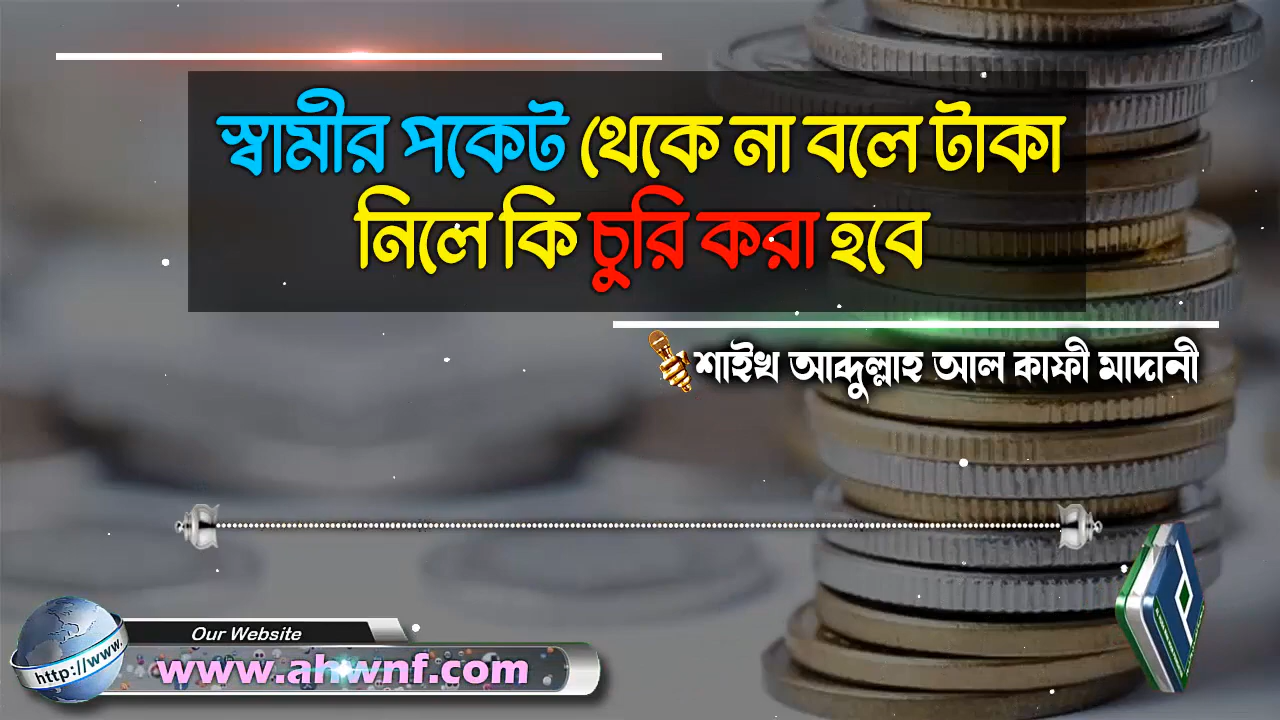 স্বামীর পকেট থেকে না বলে টাকা
নিলে কি চুরি করা হবে
শাইখ আব্দুল্লাহ আল কাফী মাদানী
Our Website
http://www.
www.ahwnf.com